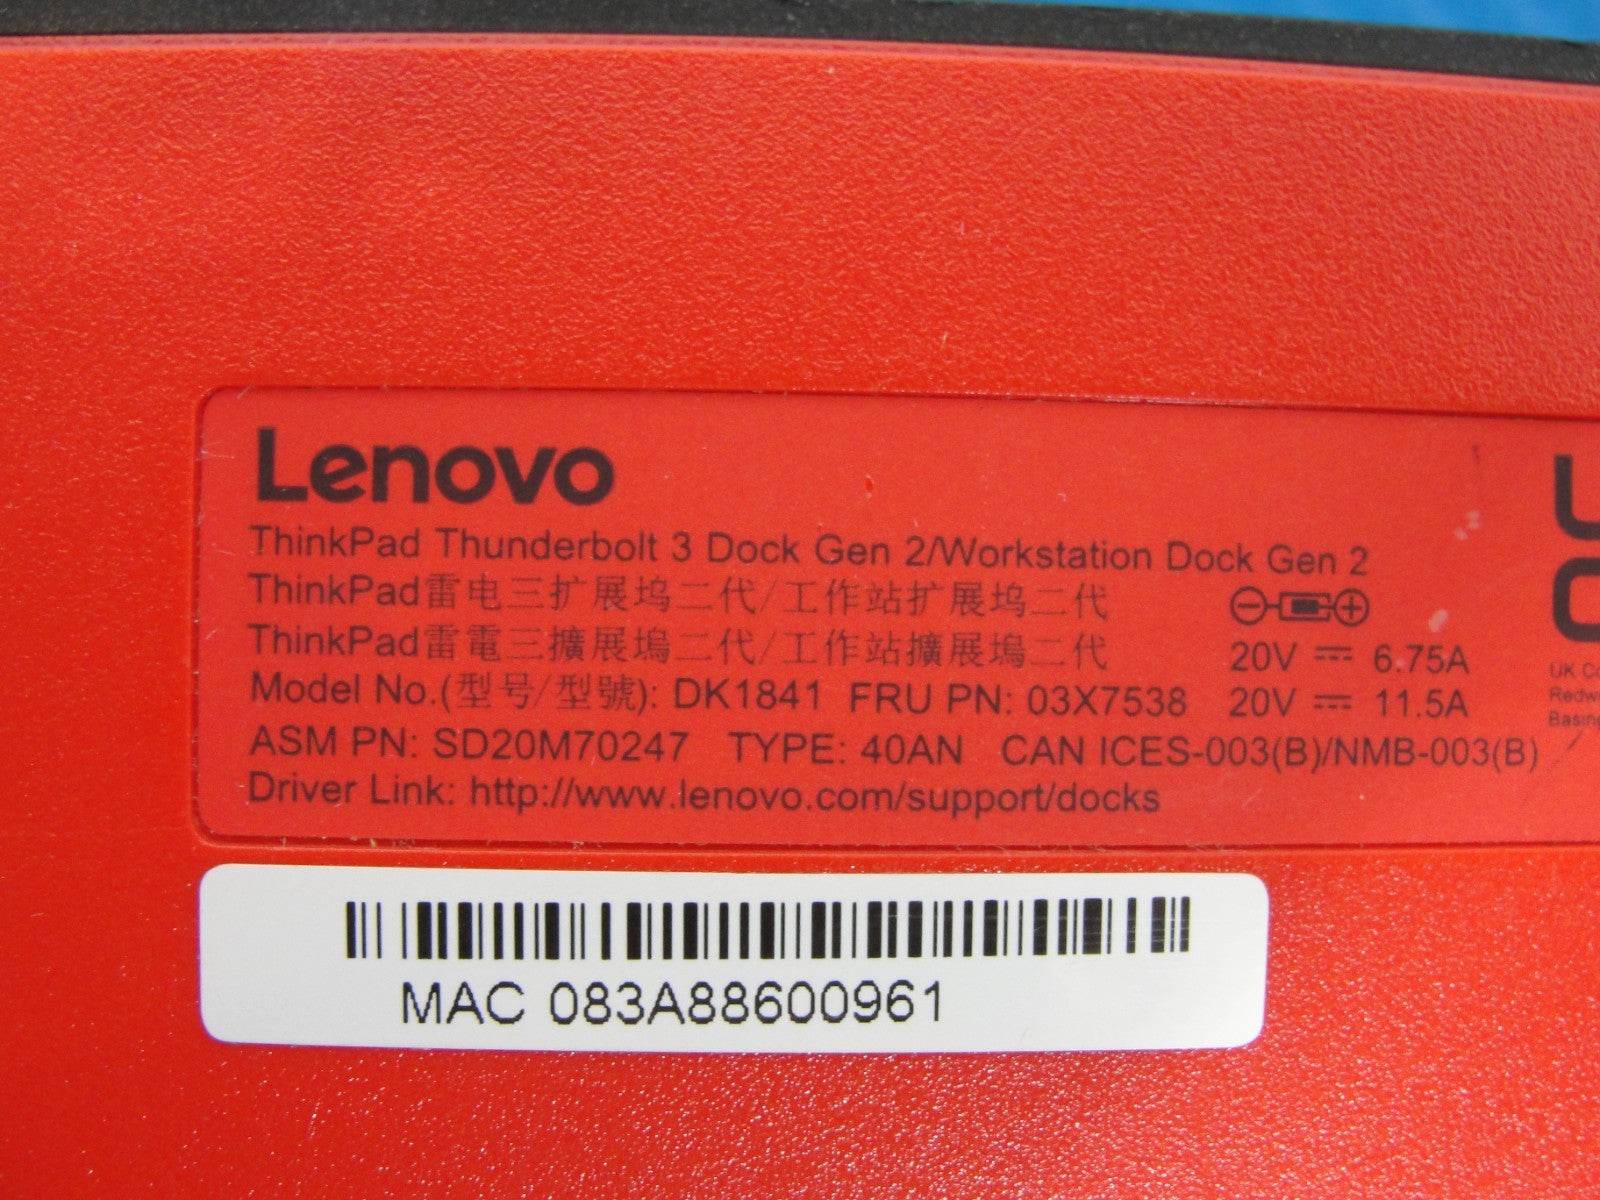 Lenovo
ThinkPad Thunderbolt 3 Dock Gen 2/Workstation Dock Gen 2
ThinkPad雷电三扩展坞二代/工作站扩展坞二代
ThinkPad雷電三擴展塢二代/工作站擴展塢二代
20V 6.75A
Model No.(型号/型號): DK1841 FRU PN: 03X7538 20V 11.5A
ASM PN: SD20M70247 TYPE: 40AN CAN ICES-003(B)/NMB-003(B)
Driver Link: http://www.lenovo.com/support/docks
UK
MAC 083A88600961